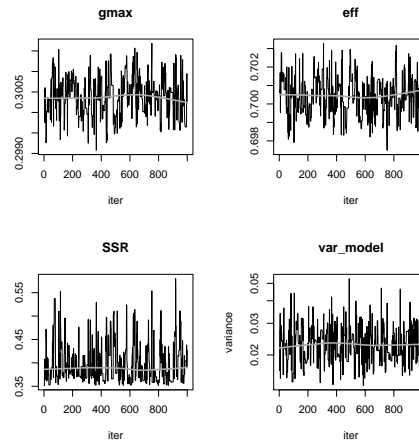 gmax
0.3005
0.2990
0 200 400 600 800
iter
eff
0.702
0.700
0.698
0 200 400 600 800
iter
SSR
0.55
0.45
0.35
0 200 400 600 800
iter
var_model
variance
0.05
0.03
0.02
0 200 400 600 800
iter